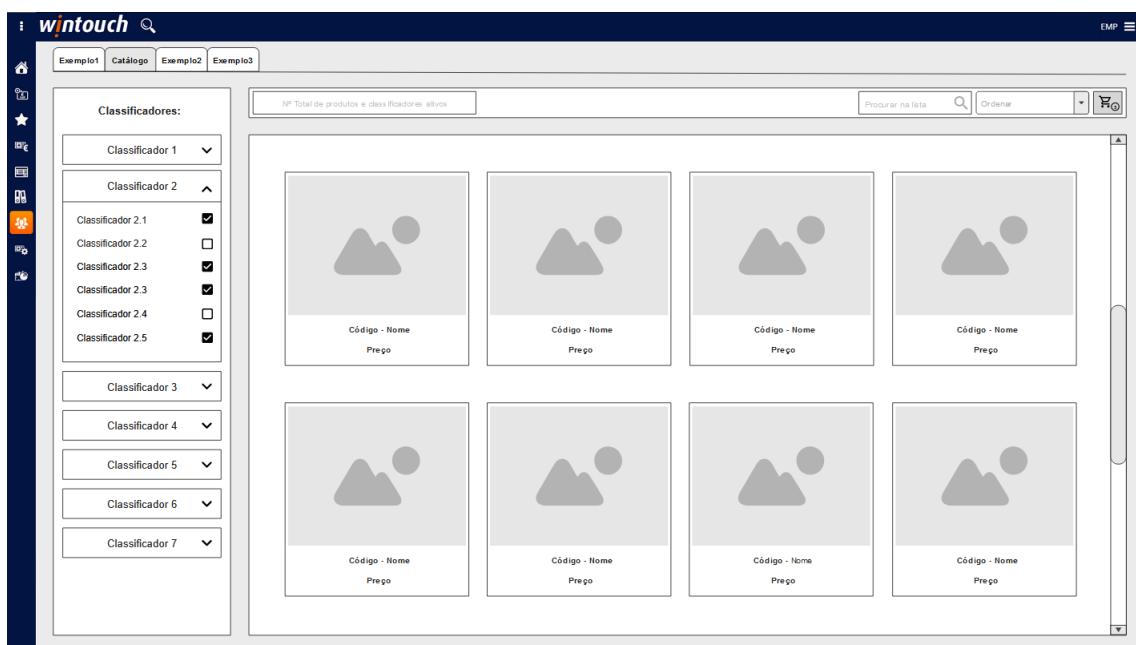 wintouch
EMP
Exemplo1 Catálogo Exemplo2 Exemplo3
Classificadores:
Nº Total de produtos e classificadores ativos
Procurar na lista
Ordenar
Classificador 1
Classificador 2
Classificador 2.1
Classificador 2.2
Classificador 2.3
Classificador 2.3
Classificador 2.4
Classificador 2.5
Classificador 3
Classificador 4
Classificador 5
Classificador 6
Classificador 7
Código - Nome
Preço
Código - Nome
Preço
Código - Nome
Preço
Código - Nome
Preço
Código - Nome
Preço
Código - Nome
Preço
Código - Nome
Preço
Código - Nome
Preço